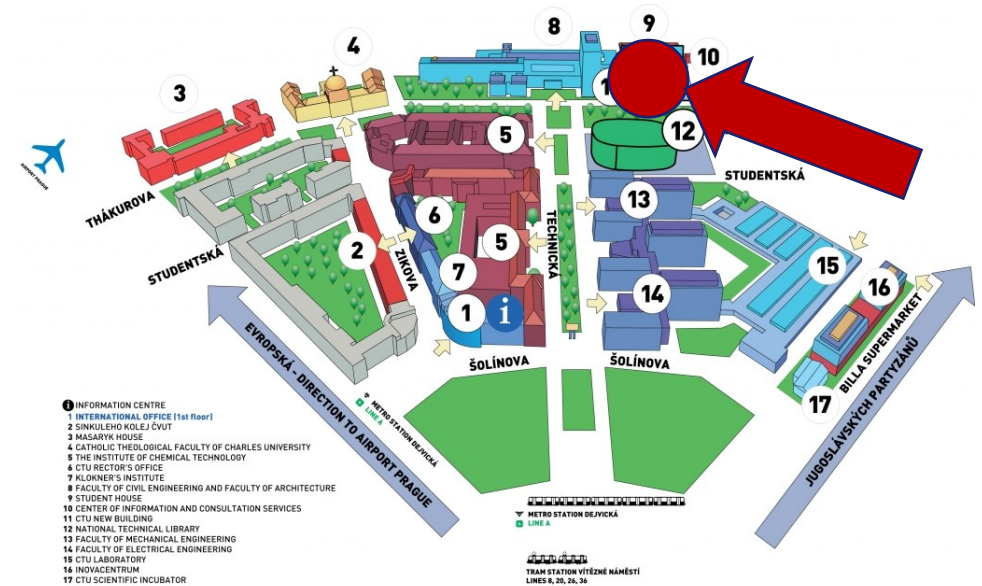 9
8
4
10
3
1
5
12
STUDENTSKÁ
THÁKUROVA
13
6
TECHNICKÁ
STUDENTSKÁ
2
ZIKOVA
5
15
7
16
14
1 i
BILLA SUPERMARKET
ŠOLÍNOVA
ŠOLÍNOVA
17
JUGOSLÁVSKÝCH PARTYZÁNŮ
EVROPSKÁ - DIRECTION TO AIRPORT PRAGUE
AIRPORT PRAGUE
METRO STATION DEJVICKÁ
LINE A
i INFORMATION CENTRE
1 INTERNATIONAL OFFICE (1st floor)
2 SINKULEHO KOLEJ ČVUT
3 MASARYK HOUSE
4 CATHOLIC THEOLOGICAL FACULTY OF CHARLES UNIVERSITY
5 THE INSTITUTE OF CHEMICAL TECHNOLOGY
6 CTU RECTOR'S OFFICE
7 KLOKNER'S INSTITUTE
8 FACULTY OF CIVIL ENGINEERING AND FACULTY OF ARCHITECTURE
9 STUDENT HOUSE
10 CENTER OF INFORMATION AND CONSULTATION SERVICES
11 CTU NEW BUILDING
12 NATIONAL TECHNICAL LIBRARY
13 FACULTY OF MECHANICAL ENGINEERING
14 FACULTY OF ELECTRICAL ENGINEERING
15 CTU LABORATORY
16 INOVACENTRUM
17 CTU SCIENTIFIC INCUBATOR
METRO STATION DEJVICKÁ
LINE A
TRAM STATION VÍTĚZNÉ NÁMĚSTÍ
LINES 8, 20, 26, 36